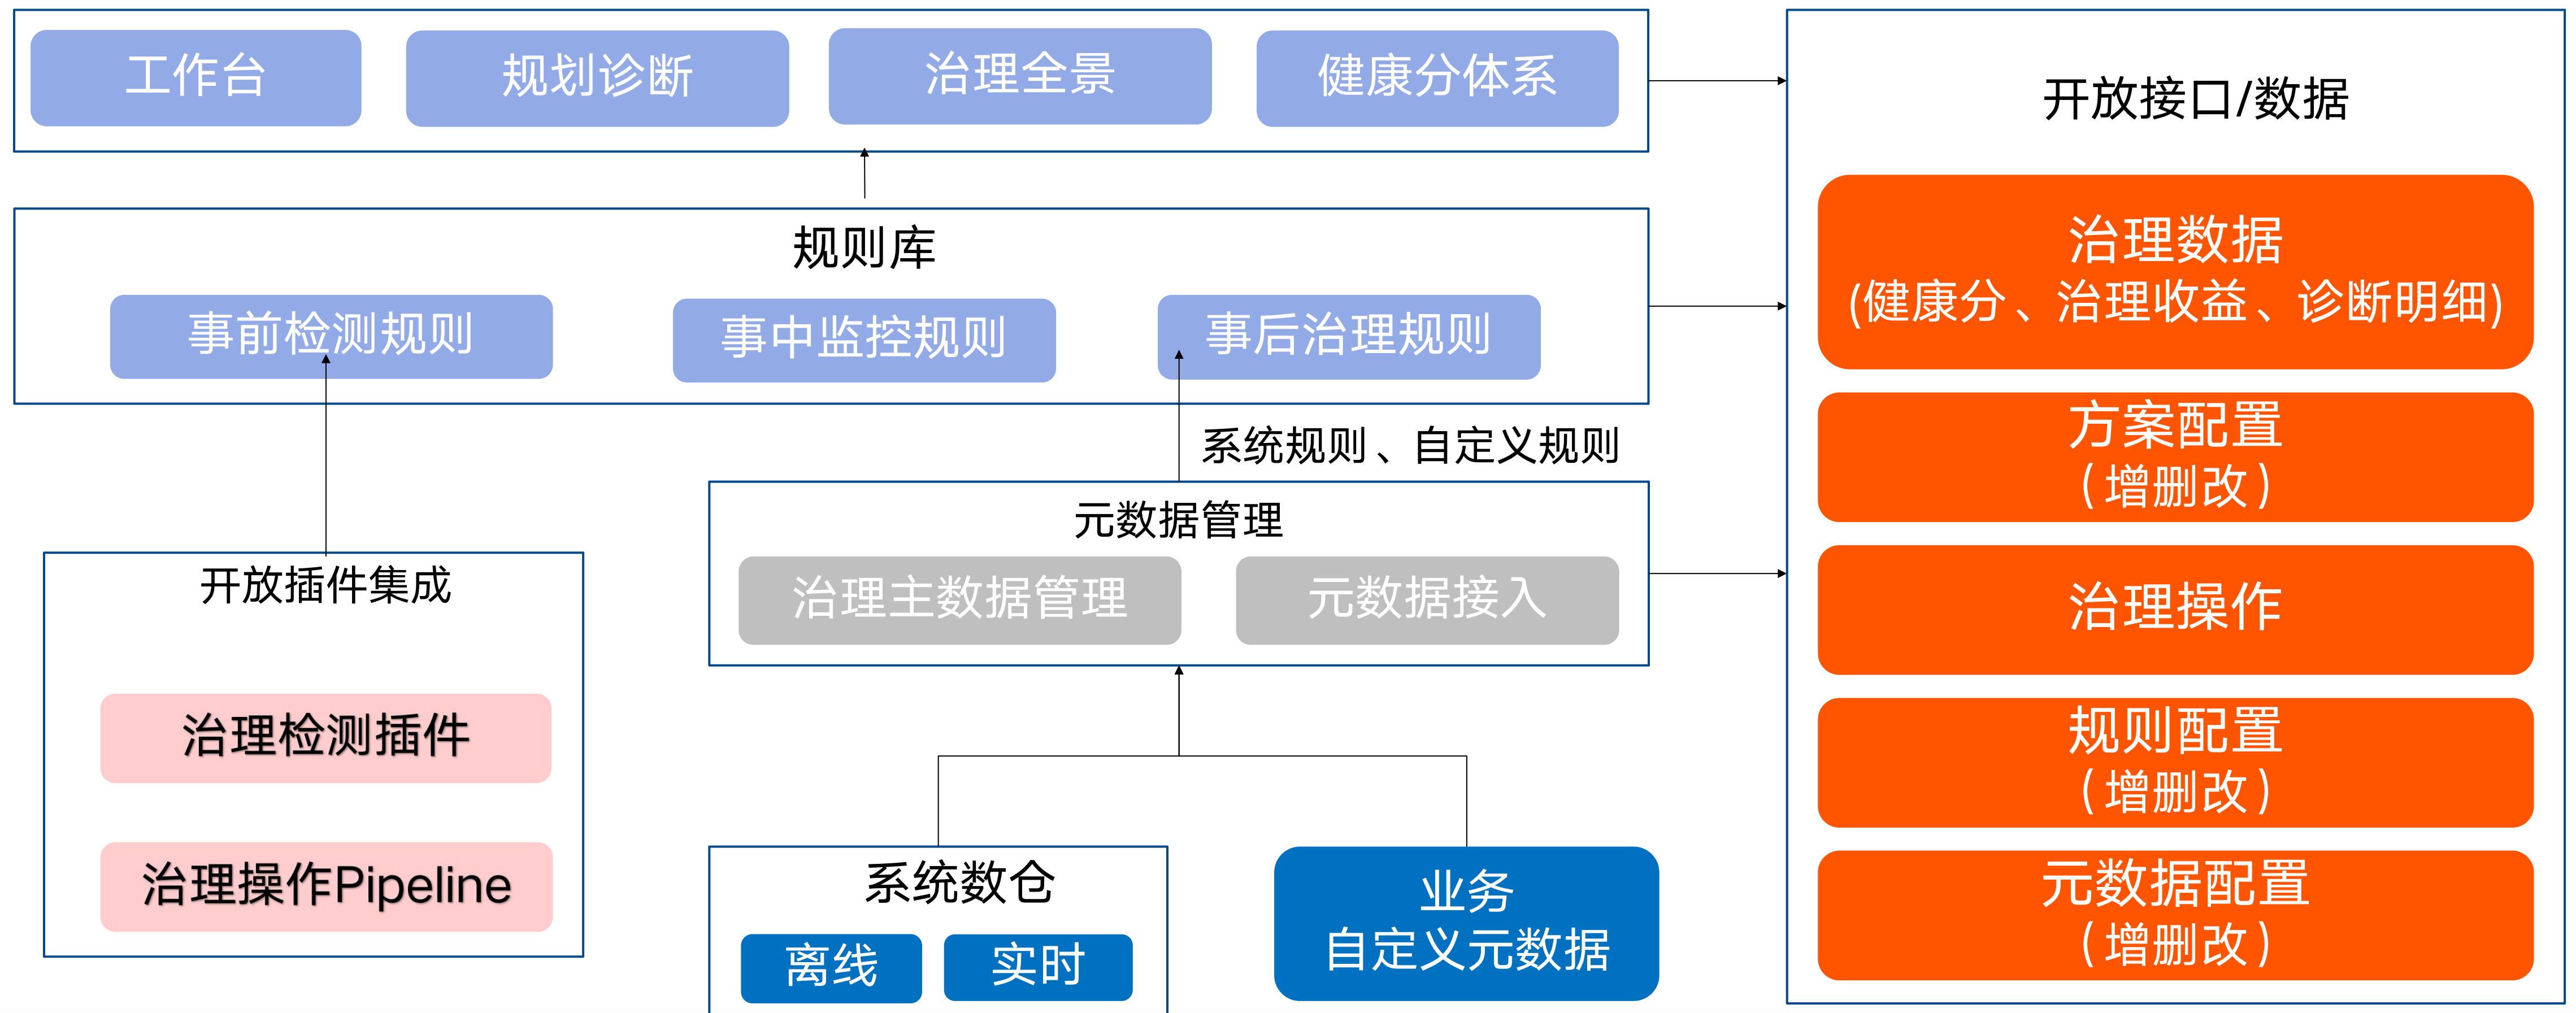 工作台
规划诊断
治理全景
健康分体系
规则库
事前检测规则
事中监控规则
事后治理规则
系统规则、自定义规则
元数据管理
治理主数据管理
元数据接入
开放插件集成
治理检测插件
治理操作Pipeline
系统数仓
离线
实时
业务
自定义元数据
开放接口/数据
治理数据
(健康分、治理收益、诊断明细)
方案配置
(增删改)
治理操作
规则配置
(增删改)
元数据配置
(增删改)